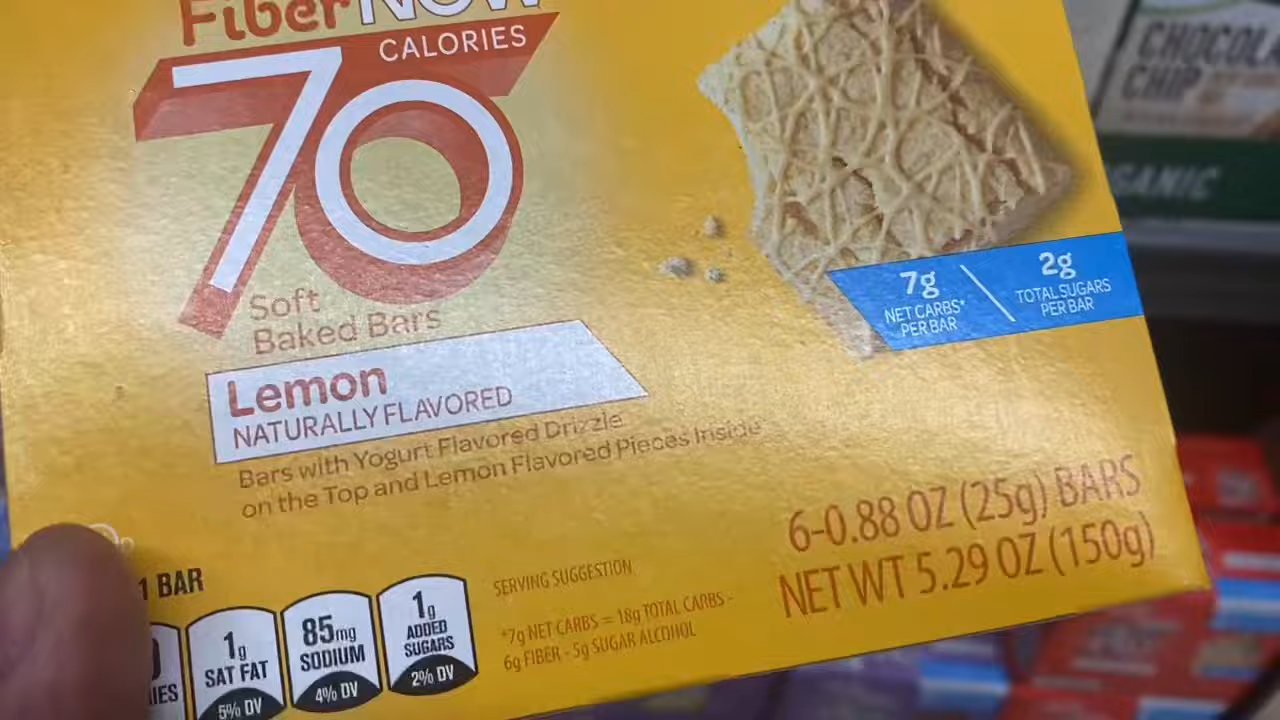 FiberNOW
CALORIES
70
Soft
Baked Bars
Lemon
NATURALLY FLAVORED
Bars with Yogurt Flavored Drizzle
on the Top and Lemon Flavored Pieces Inside
7g
NET CARBS*
PER BAR
2g
TOTAL SUGARS
PER BAR
6-0.88 OZ (25g) BARS
NET WT 5.29 OZ (150g)
1 BAR
1g
SAT FAT
5% DV
85mg
SODIUM
4% DV
1g
ADDED
SUGARS
2% DV
SERVING SUGGESTION
*7g NET CARBS = 18g TOTAL CARBS -
6g FIBER - 5g SUGAR ALCOHOL
CHOCOLA
CHIP
GANIC